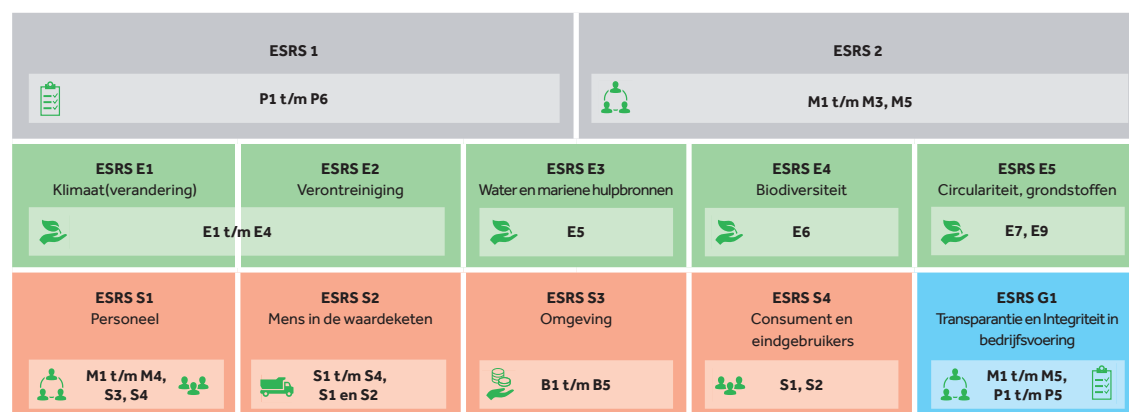 ESRS 1
P1 t/m P6
ESRS 2
M1 t/m M3, M5
ESRS E1
Klimaat(verandering)
ESRS E2
Verontreiniging
E1 t/m E4
ESRS E3
Water en mariene hulpbronnen
E5
ESRS E4
Biodiversiteit
E6
ESRS E5
Circulariteit, grondstoffen
E7, E9
ESRS S1
Personeel
M1 t/m M4,
S3, S4
ESRS S2
Mens in de waardeketen
S1 t/m S4,
S1 en S2
ESRS S3
Omgeving
B1 t/m B5
ESRS S4
Consument en
eindgebruikers
S1, S2
ESRS G1
Transparantie en Integriteit in
bedrijfsvoering
M1 t/m M5,
P1 t/m P5